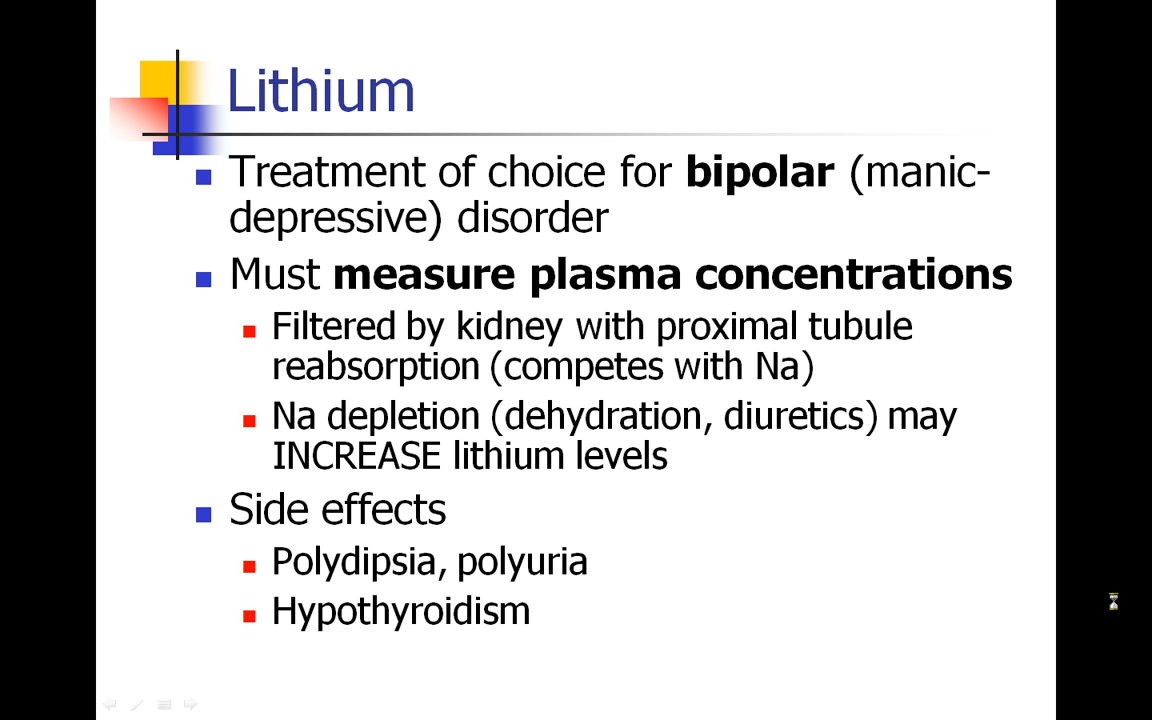 Lithium
Treatment of choice for bipolar (manic-
depressive) disorder
Must measure plasma concentrations
Filtered by kidney with proximal tubule
reabsorption (competes with Na)
Na depletion (dehydration, diuretics) may
INCREASE lithium levels
Side effects
Polydipsia, polyuria
Hypothyroidism